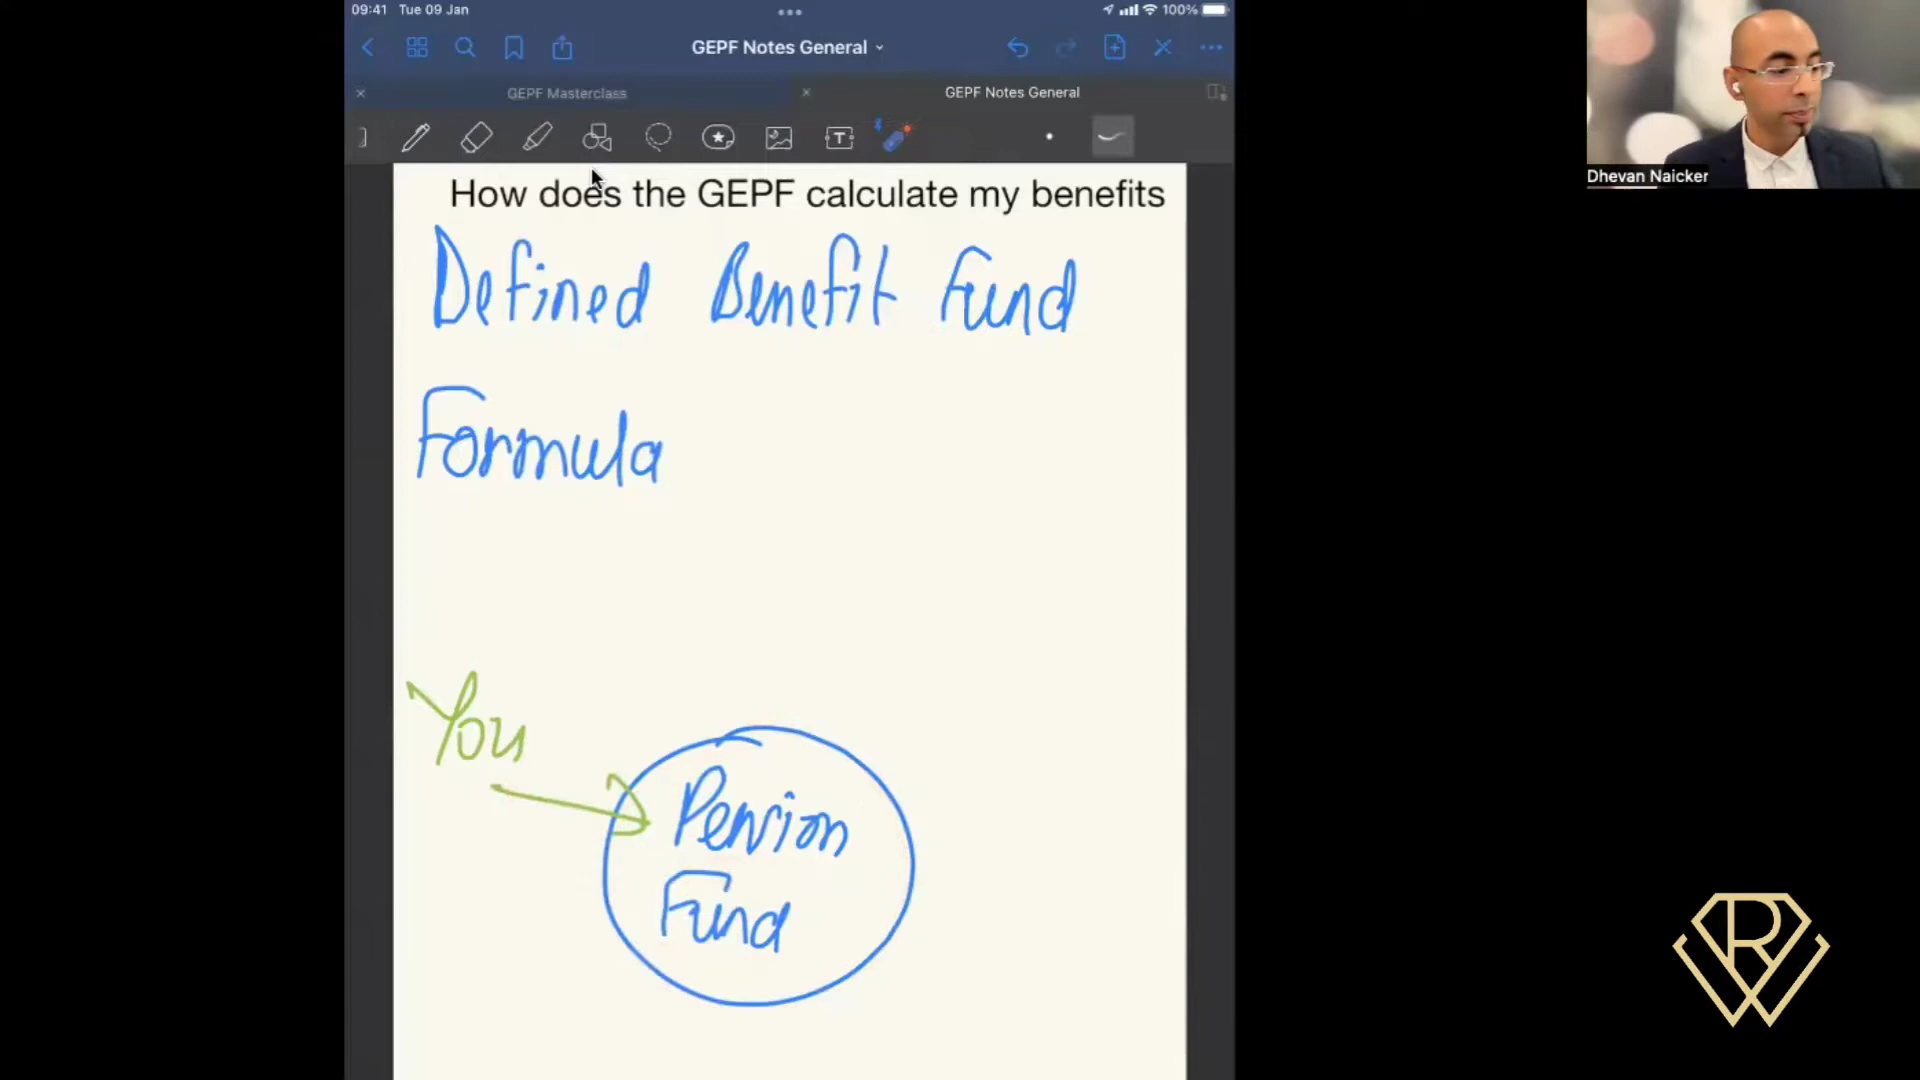 09:41 Tue 09 Jan
100%
GEPF Notes General
GEPF Masterclass
GEPF Notes General
T
How does the GEPF calculate my benefits
Defined Benefit Fund
Formula
You
Pension
Fund
Dhevan Naicker
RW